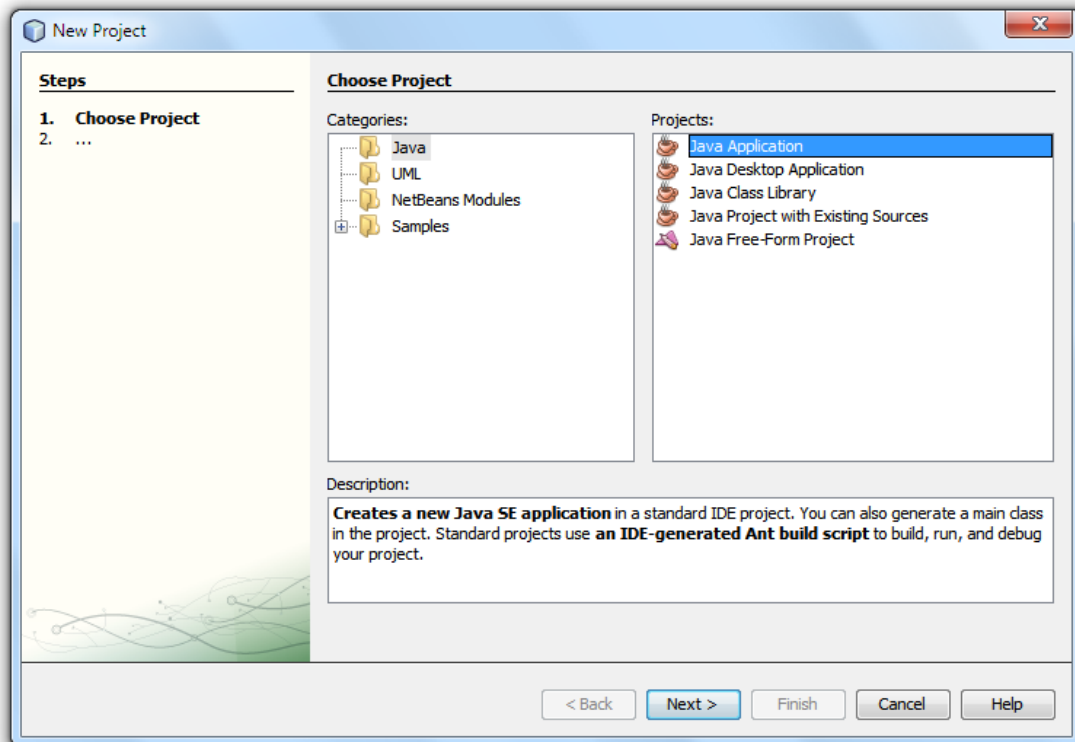 New Project
Steps
1. Choose Project
2. ...
Choose Project
Categories:
Java
UML
NetBeans Modules
Samples
Projects:
Java Application
Java Desktop Application
Java Class Library
Java Project with Existing Sources
Java Free-Form Project
Description:
Creates a new Java SE application in a standard IDE project. You can also generate a main class
in the project. Standard projects use an IDE-generated Ant build script to build, run, and debug
your project.
< Back Next > Finish Cancel Help